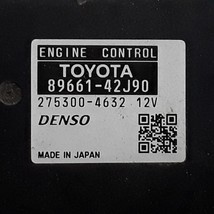 ENGINE CONTROL
TOYOTA
89661-42J90
275300-4632 12V
DENSO
MADE IN JAPAN